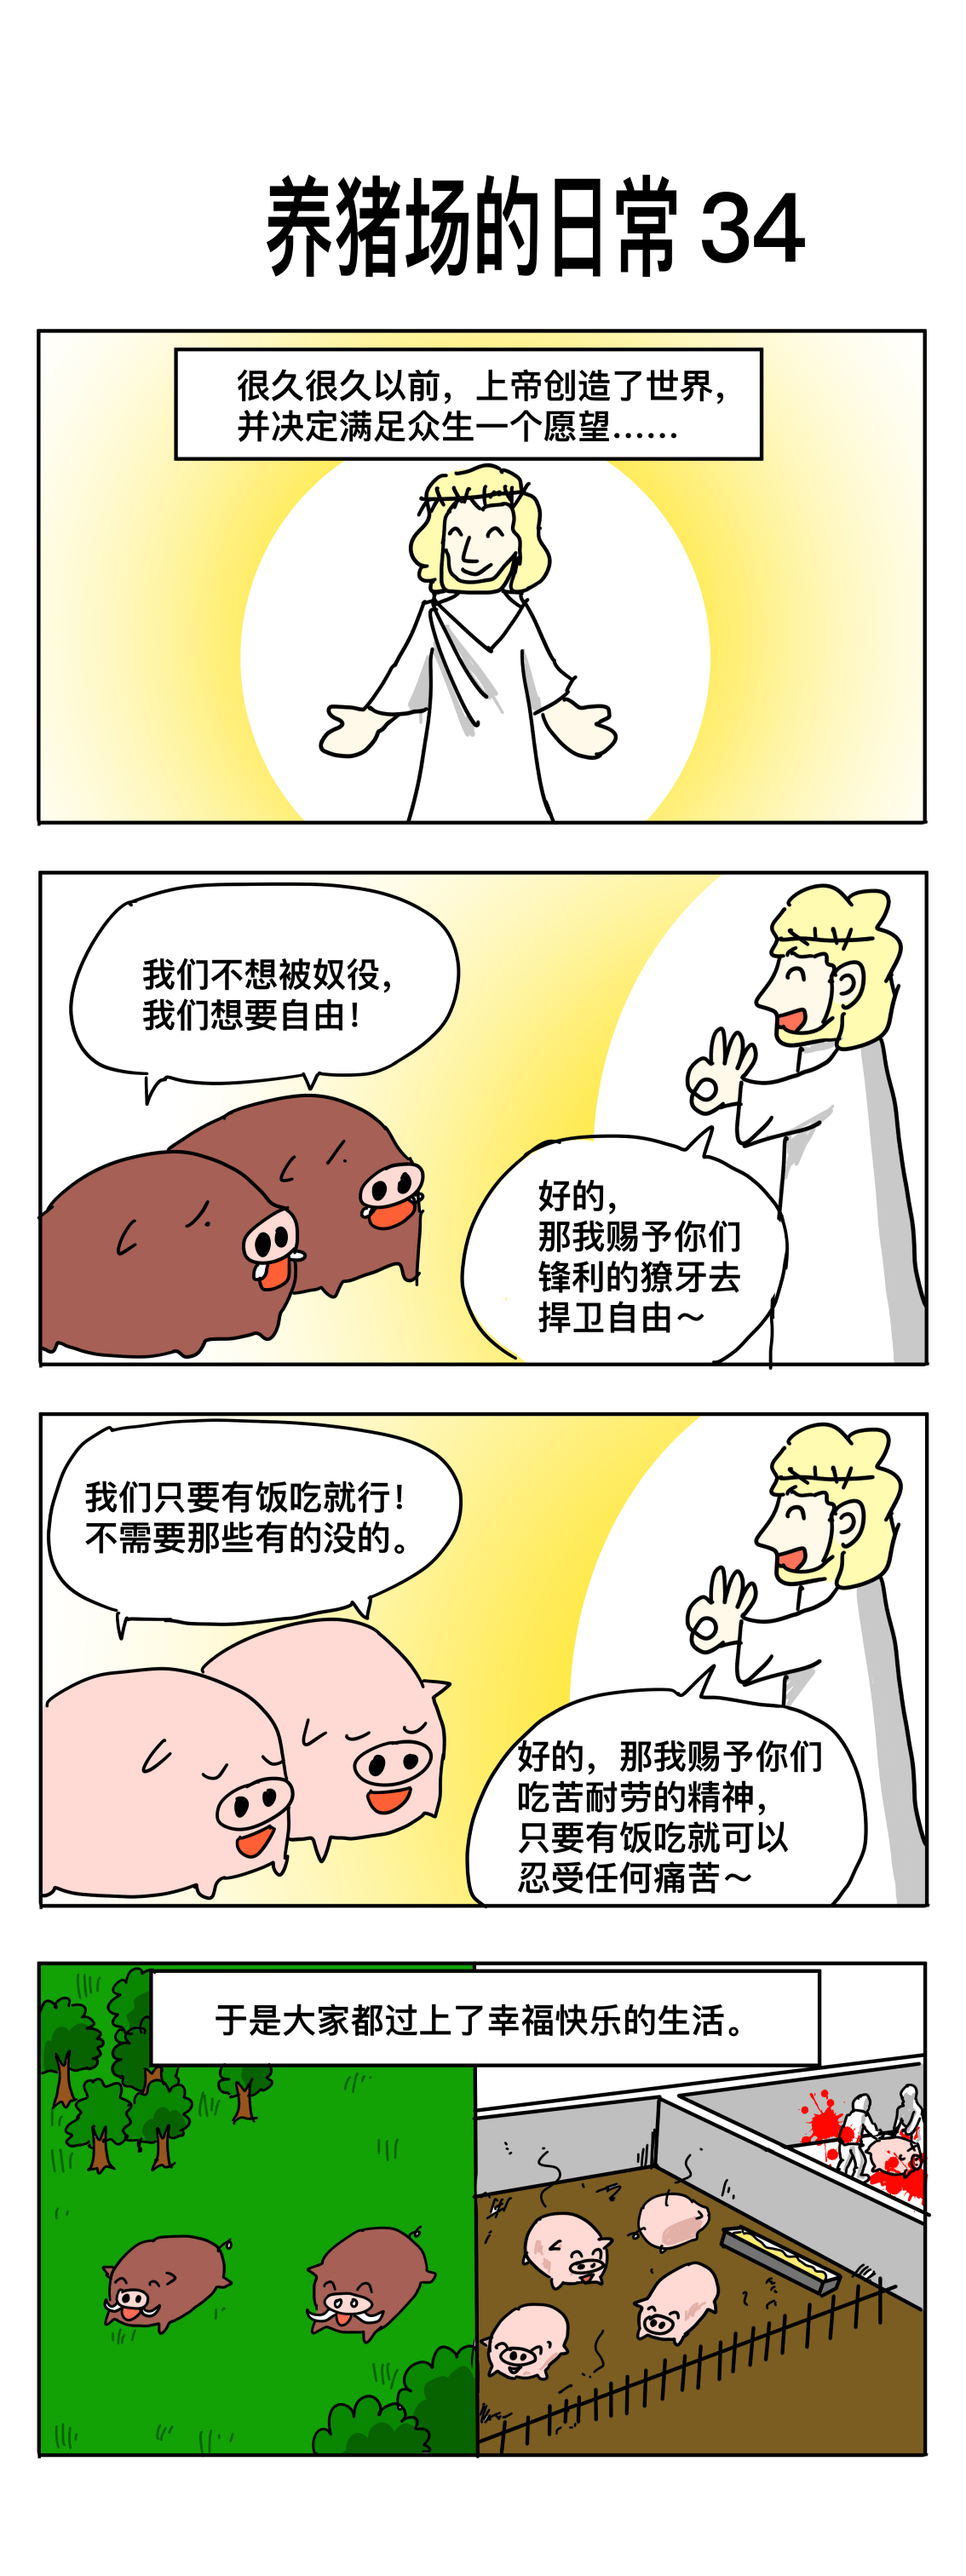 养猪场的日常 34
很久很久以前，上帝创造了世界，
并决定满足众生一个愿望……
我们不想被奴役，
我们想要自由！
好的，
那我赐予你们
锋利的獠牙去
捍卫自由～
我们只要有饭吃就行！
不需要那些有的没的。
好的，那我赐予你们
吃苦耐劳的精神，
只要有饭吃就可以
忍受任何痛苦～
于是大家都过上了幸福快乐的生活。